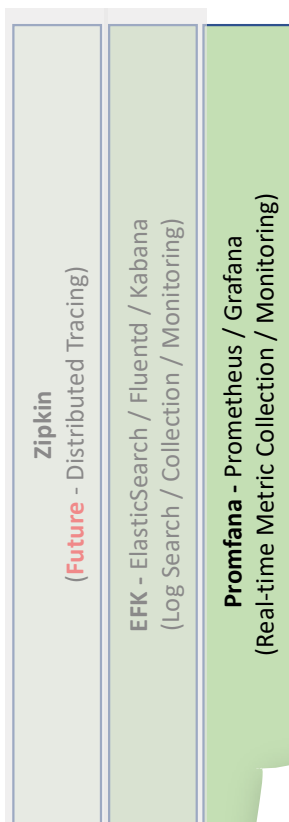 Zipkin
(Future - Distributed Tracing)
EFK - ElasticSearch / Fluentd / Kabana
(Log Search / Collection / Monitoring)
Promfana - Prometheus / Grafana
(Real-time Metric Collection / Monitoring)